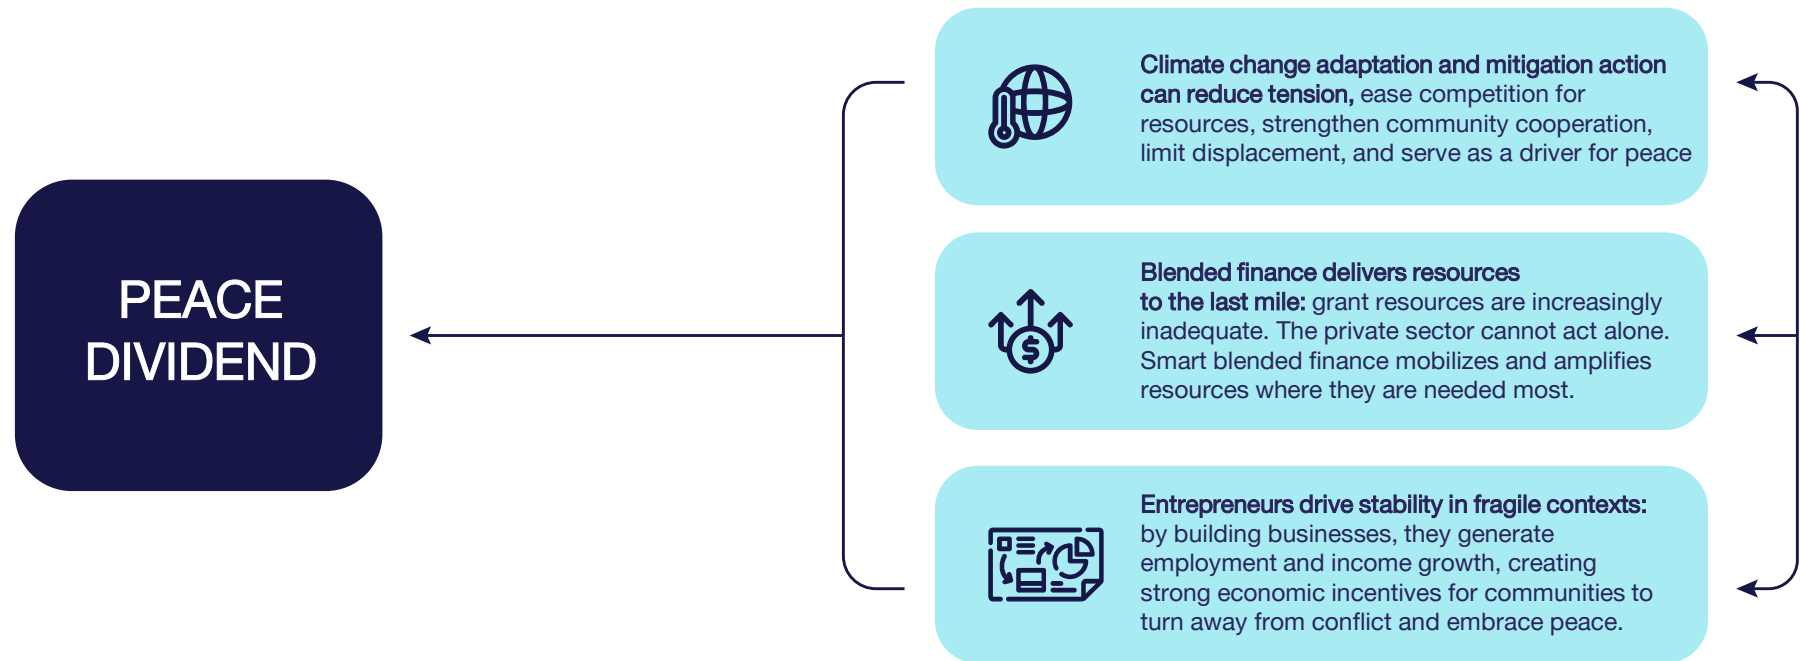 PEACE
DIVIDEND
Climate change adaptation and mitigation action
can reduce tension, ease competition for
resources, strengthen community cooperation,
limit displacement, and serve as a driver for peace
$
Blended finance delivers resources
to the last mile: grant resources are increasingly
inadequate. The private sector cannot act alone.
Smart blended finance mobilizes and amplifies
resources where they are needed most.
Entrepreneurs drive stability in fragile contexts:
by building businesses, they generate
employment and income growth, creating
strong economic incentives for communities to
turn away from conflict and embrace peace.